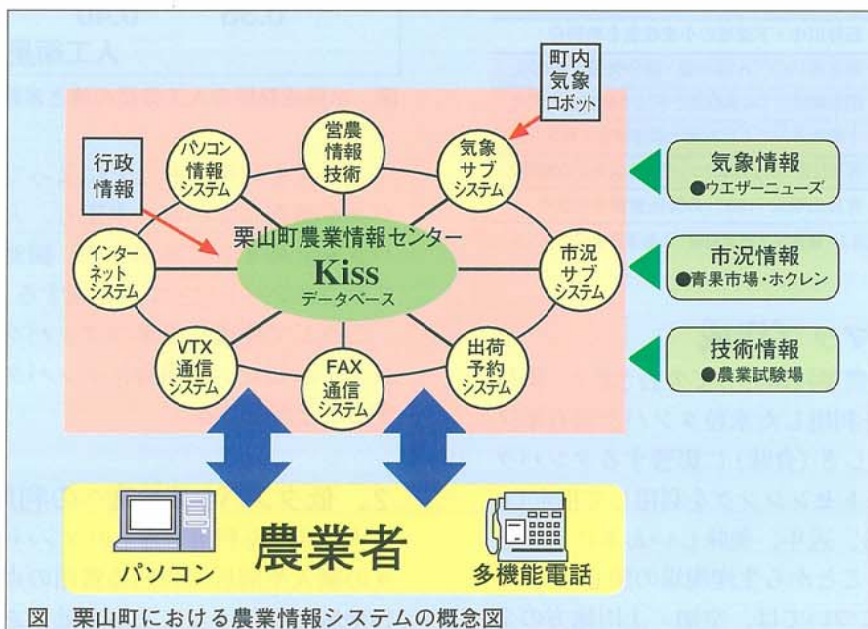 町内
気象
ロボット
行政
情報
パソコン
情報
システム
営農
情報
技術
気象
サブ
システム
インター
ネット
システム
栗山町農業情報センター
Kiss
データベース
市況
サブ
システム
VTX
通信
システム
FAX
通信
システム
出荷
予約
システム
気象情報
●ウエザーニューズ
市況情報
●青果市場・ホクレン
技術情報
●農業試験場
農業者
パソコン
多機能電話
図 栗山町における農業情報システムの概念図